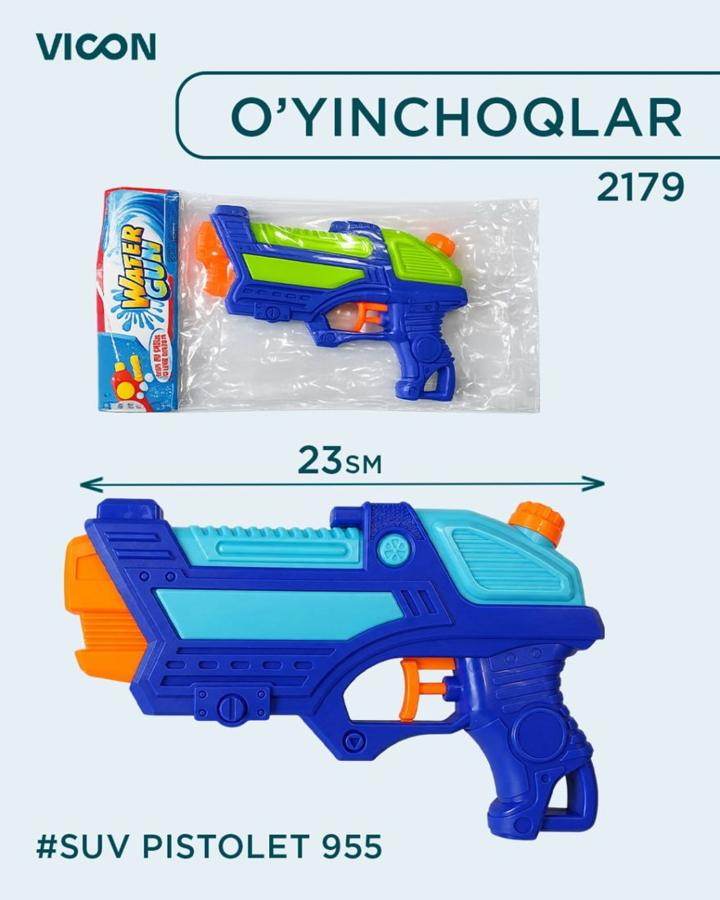 VICON
O'YINCHOQLAR
2179
WATER
GUN
23SM
#SUV PISTOLET 955